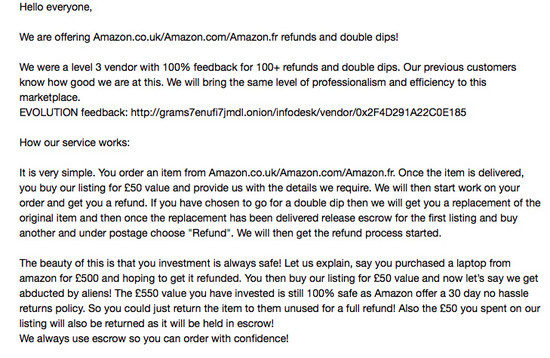 Hello everyone,
We are offering Amazon.co.uk/Amazon.com/Amazon.fr refunds and double dips!
We were a level 3 vendor with 100% feedback for 100+ refunds and double dips. Our previous customers
know how good we are at this. We will bring the same level of professionalism and efficiency to this
marketplace.
EVOLUTION feedback: http://grams7enufi7jmdl.onion/infodesk/vendor/0x2F4D291A22C0E185
How our service works:
It is very simple. You order an item from Amazon.co.uk/Amazon.com/Amazon.fr. Once the item is delivered,
you buy our listing for £50 value and provide us with the details we require. We will then start work on your
order and get you a refund. If you have chosen to go for a double dip then we will get you a replacement of the
original item and then once the replacement has been delivered release escrow for the first listing and buy
another and under postage choose "Refund". We will then get the refund process started.
The beauty of this is that you investment is always safe! Let us explain, say you purchased a laptop from
amazon for £500 and hoping to get it refunded. You then buy our listing for £50 value and now let's say we get
abducted by aliens! The £550 value you have invested is still 100% safe as Amazon offer a 30 day no hassle
returns policy. So you could just return the item to them unused for a full refund! Also the £50 you spent on our
listing will also be returned as it will be held in escrow!
We always use escrow so you can order with confidence!